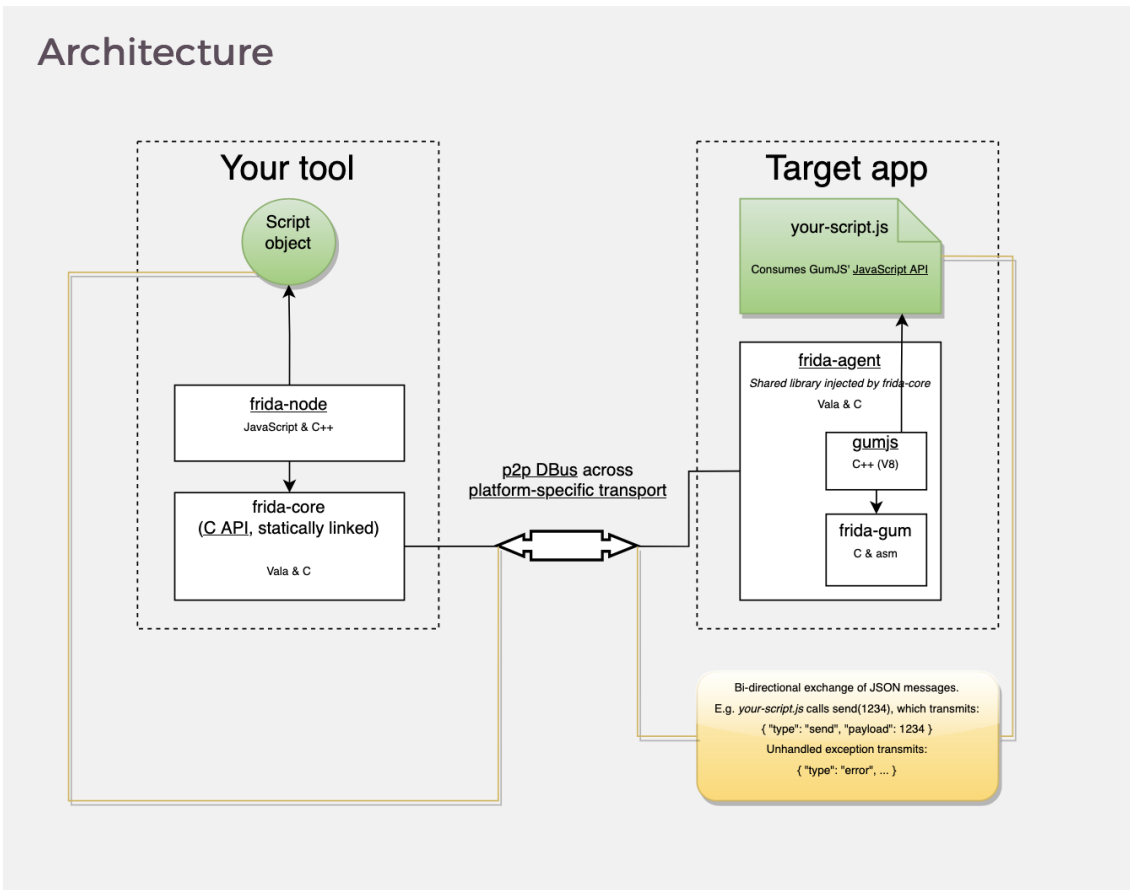 Architecture
Your tool
Script
object
frida-node
JavaScript & C++
frida-core
(C API, statically linked)
Vala & C
p2p DBus across
platform-specific transport
Target app
your-script.js
Consumes GumJS' JavaScript API
frida-agent
Shared library injected by frida-core
Vala & C
gumjs
C++ (V8)
frida-gum
C & asm
Bi-directional exchange of JSON messages.
E.g. your-script.js calls send(1234), which transmits:
{ "type": "send", "payload": 1234 }
Unhandled exception transmits:
{ "type": "error", ... }